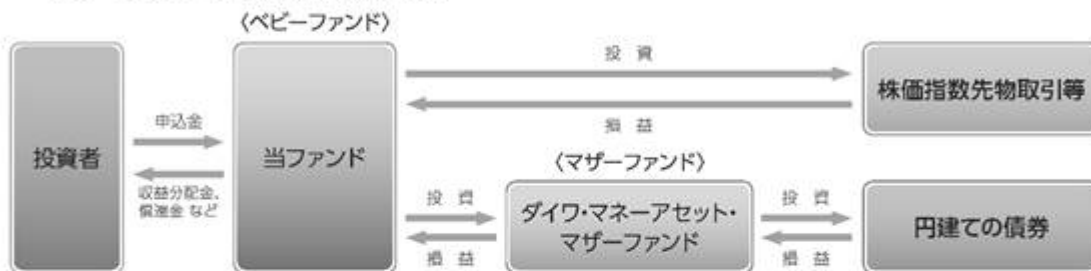 〈ベビーファンド〉
投資者
申込金
収益分配金、
償還金 など
当ファンド
投 資
損 益
株価指数先物取引等
〈マザーファンド〉
投 資
損 益
ダイワ・マネーアセット・
マザーファンド
投 資
損 益
円建ての債券